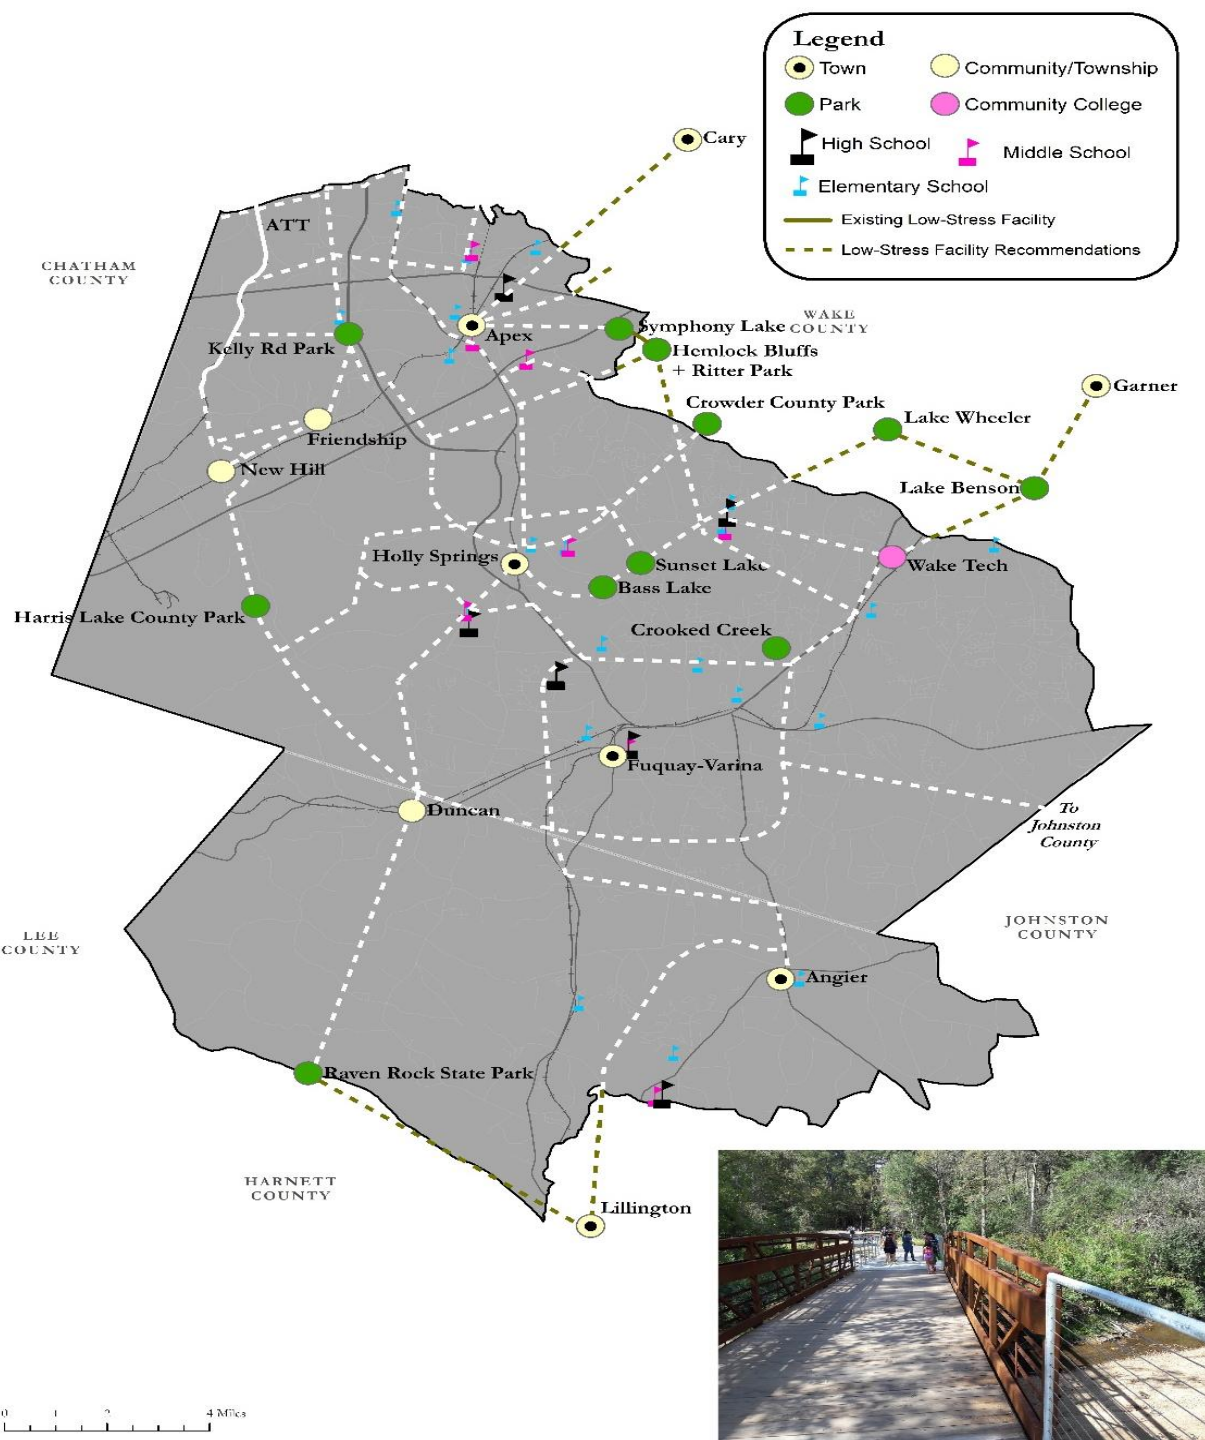 Legend
Town
Community/Township
Park
Community College
High School
Middle School
Elementary School
Existing Low-Stress Facility
Low-Stress Facility Recommendations
Cary
ATT
CHATHAM
COUNTY
WAKE
COUNTY
Symphony Lake
Apex
Kelly Rd Park
Hemlock Bluffs
+ Ritter Park
Garner
Crowder County Park
Lake Wheeler
Friendship
New Hill
Lake Benson
Holly Springs
Sunset Lake
Wake Tech
Bass Lake
Harris Lake County Park
Crooked Creek
Fuquay-Varina
Duncan
To
Johnston
County
JOHNSTON
COUNTY
LEE
COUNTY
Angier
Raven Rock State Park
HARNETT
COUNTY
Lillington
0 1 2 4 Miles